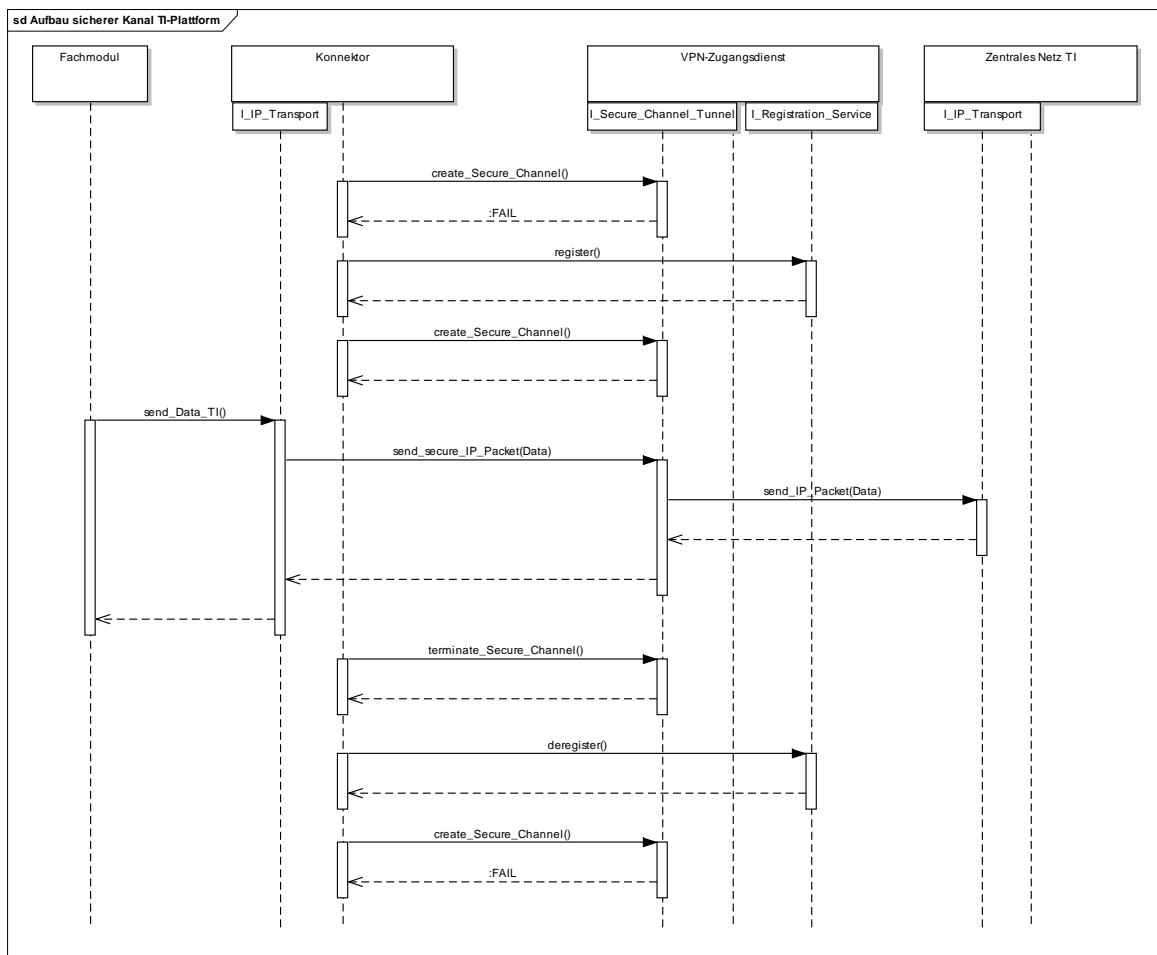 sd Aufbau sicherer Kanal TI-Plattform
Fachmodul
Konnektor
VPN-Zugangsdienst
Zentrales Netz TI
I_IP_Transport
I_Secure_Channel_Tunnel
I_Registration_Service
I_IP_Transport
create_Secure_Channel()
:FAIL
register()
create_Secure_Channel()
send_Data_TI()
send_secure_IP_Packet(Data)
send_IP_Packet(Data)
terminate_Secure_Channel()
deregister()
create_Secure_Channel()
:FAIL